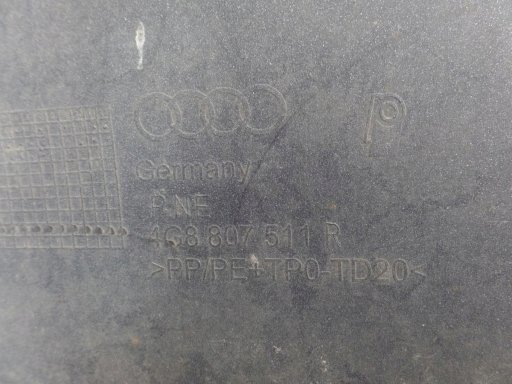 Germany
P-NE
4G8 807 511 R
>PP/PE+TPO-TD20<